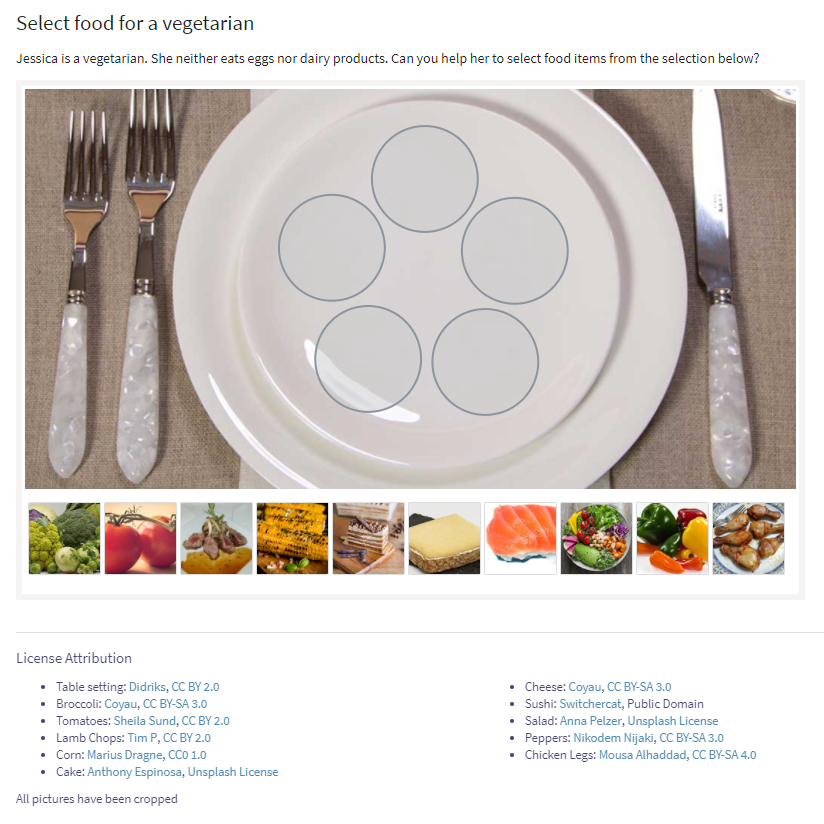 Select food for a vegetarian
Jessica is a vegetarian. She neither eats eggs nor dairy products. Can you help her to select food items from the selection below?
License Attribution
• Table setting: Didriks, CC BY 2.0
• Broccoli: Coyau, CC BY-SA 3.0
• Tomatoes: Sheila Sund, CC BY 2.0
• Lamb Chops: Tim P, CC BY 2.0
• Corn: Marius Dragne, CC0 1.0
• Cake: Anthony Espinosa, Unsplash License
• Cheese: Coyau, CC BY-SA 3.0
• Sushi: Switchercat, Public Domain
• Salad: Anna Pelzer, Unsplash License
• Peppers: Nikodem Nijaki, CC BY-SA 3.0
• Chicken Legs: Mousa Alhaddad, CC BY-SA 4.0
All pictures have been cropped